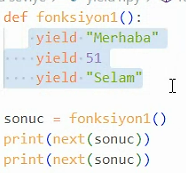 def fonksiyon1():
    yield "Merhaba"
    yield 51
    yield "Selam"
sonuc = fonksiyon1()
print(next(sonuc))
print(next(sonuc))